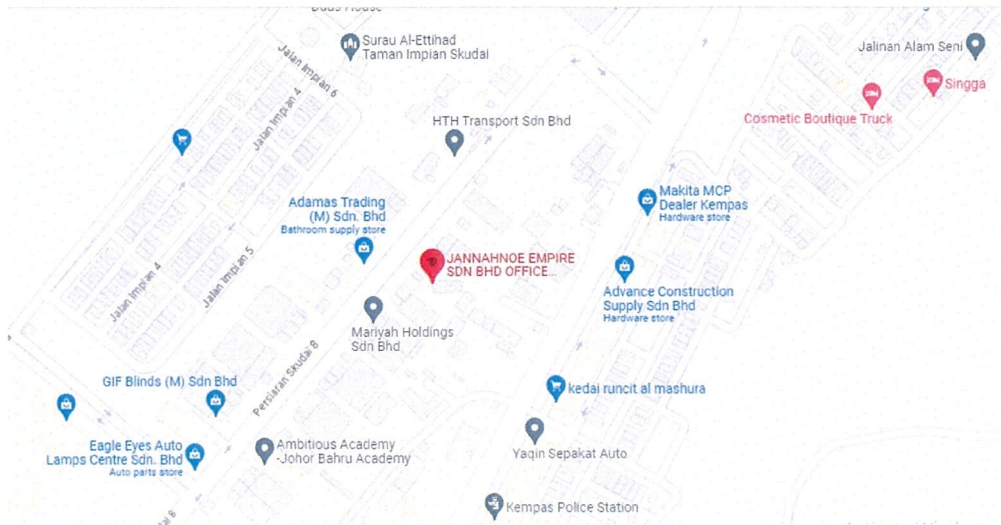 Surau Al-Ettihad
Taman Impian Skudai
Jalan Impian 6
Jalan Impian 4
Jalinan Alam Seni
Singga
Cosmetic Boutique Truck
HTH Transport Sdn Bhd
Makita MCP
Dealer Kempas
Hardware store
Adamas Trading
(M) Sdn. Bhd
Bathroom supply store
JANNAHNOE EMPIRE
SDN BHD OFFICE...
Jalan Impian 5
Jalan Impian 4
Advance Construction
Supply Sdn Bhd
Hardware store
Mariyah Holdings
Sdn Bhd
Persiaran Skudai 8
GIF Blinds (M) Sdn Bhd
kedai runcit al mashura
Eagle Eyes Auto
Lamps Centre Sdn. Bhd
Auto parts store
Ambitious Academy
-Johor Bahru Academy
Yaqin Sepakat Auto
Kempas Police Station